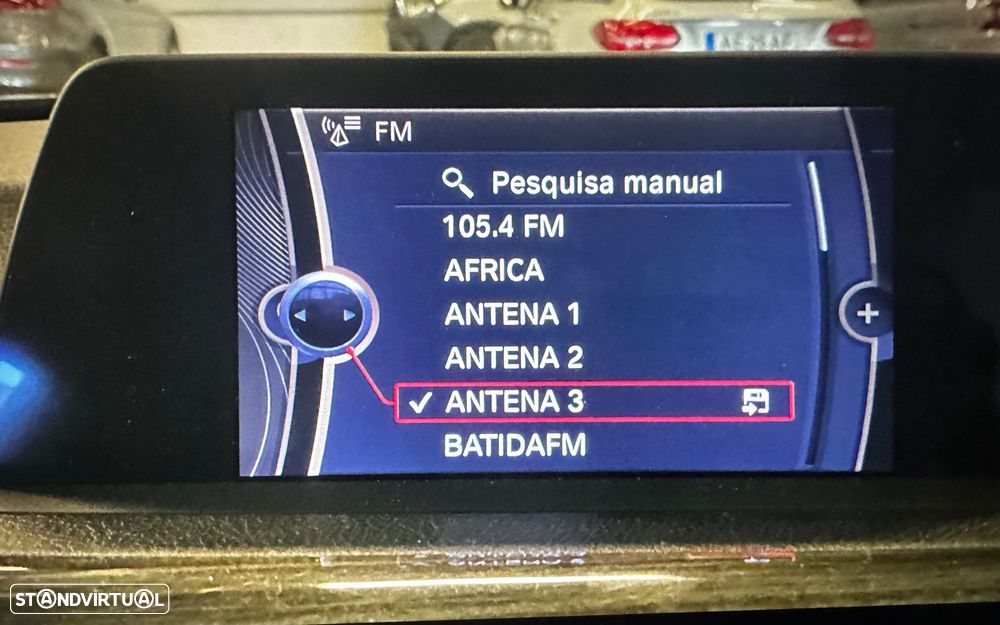 FM
Pesquisa manual
105.4 FM
AFRICA
ANTENA 1
ANTENA 2
✓ ANTENA 3
BATIDAFM
+
STANDVIRTUAL